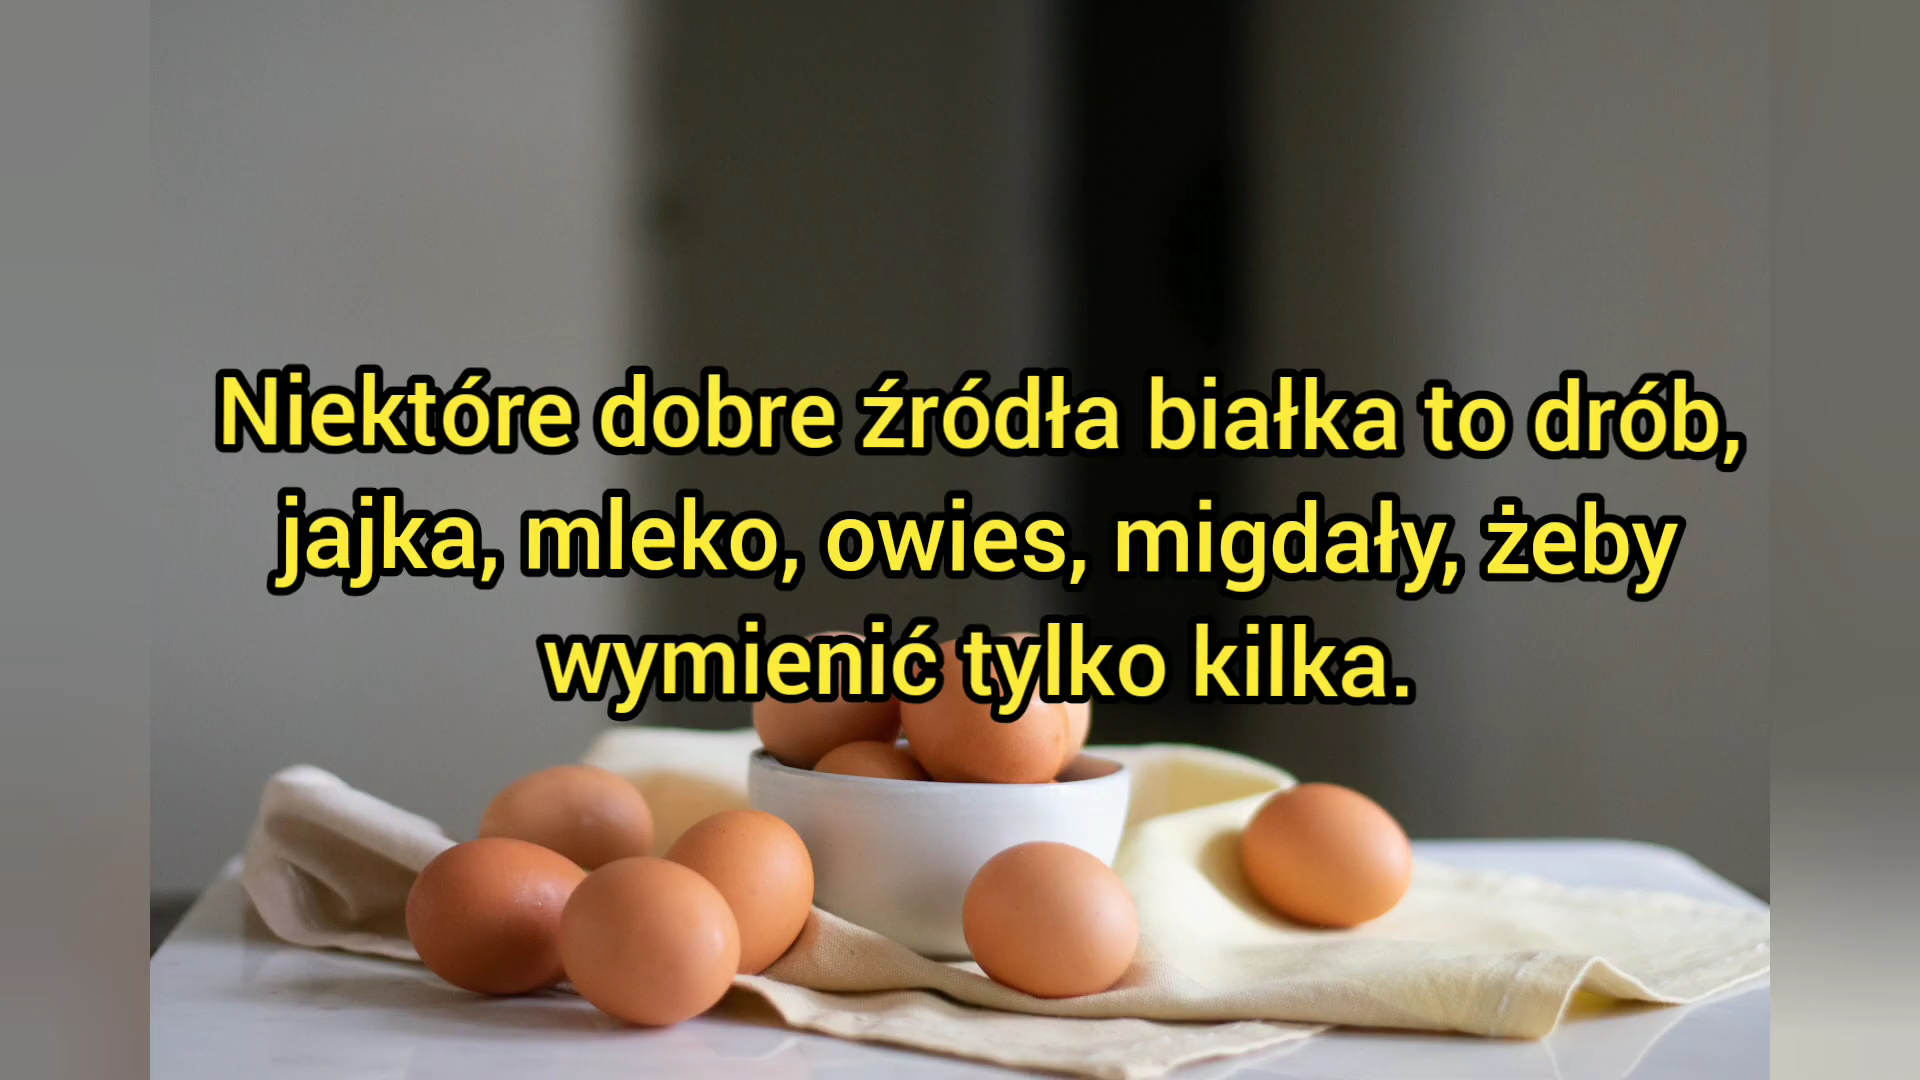 Niektóre dobre źródła białka to drób,
jajka, mleko, owies, migdały, żeby
wymienić tylko kilka.